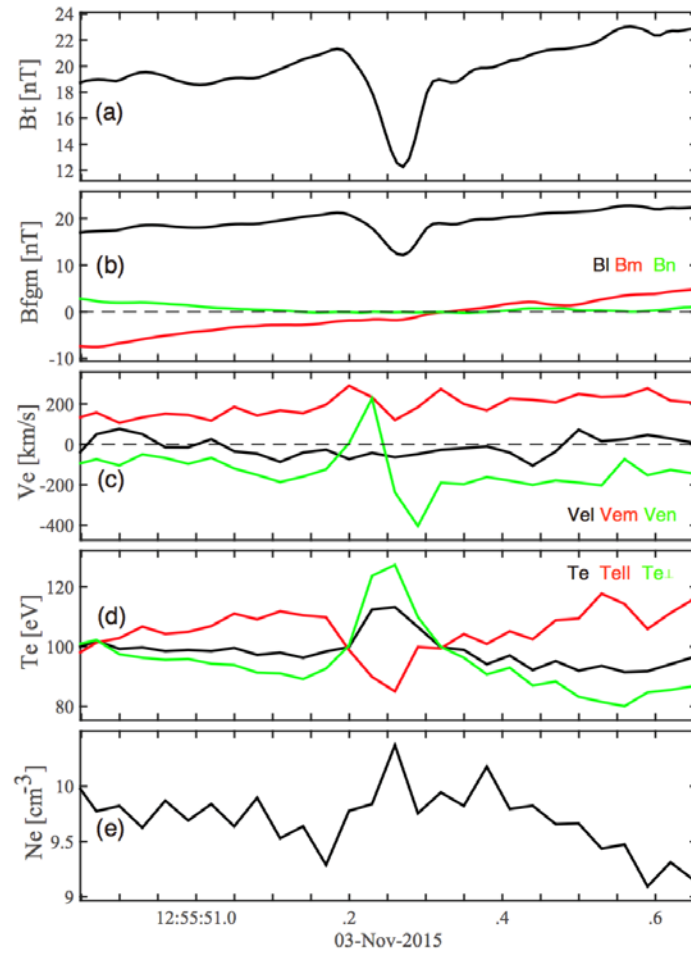 24
22
20
18
16
14
12
Bt [nT]
(a)
20
10
0
-10
Bfgm [nT]
(b)
Bl Bm Bn
200
0
-200
-400
Ve [km/s]
(c)
Vel Vem Ven
120
100
80
Te [eV]
(d)
Te Tell Te⊥
10
9.5
9
Ne [cm⁻³]
(e)
12:55:51.0 .2 .4 .6
03-Nov-2015